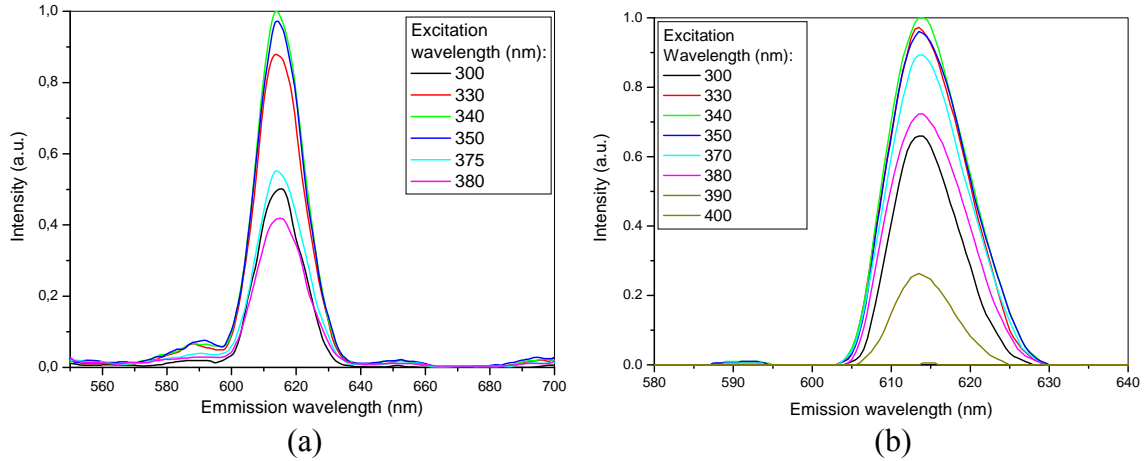 1,0
0,8
0,6
0,4
0,2
0,0
Intensity (a.u.)
Excitation
wavelength (nm):
300
330
340
350
375
380
560 580 600 620 640 660 680 700
Emmission wavelength (nm)
(a)
1.0
0.8
0.6
0.4
0.2
0.0
Intensity (a.u.)
Excitation
Wavelength (nm):
300
330
340
350
370
380
390
400
580 590 600 610 620 630 640
Emission wavelength (nm)
(b)